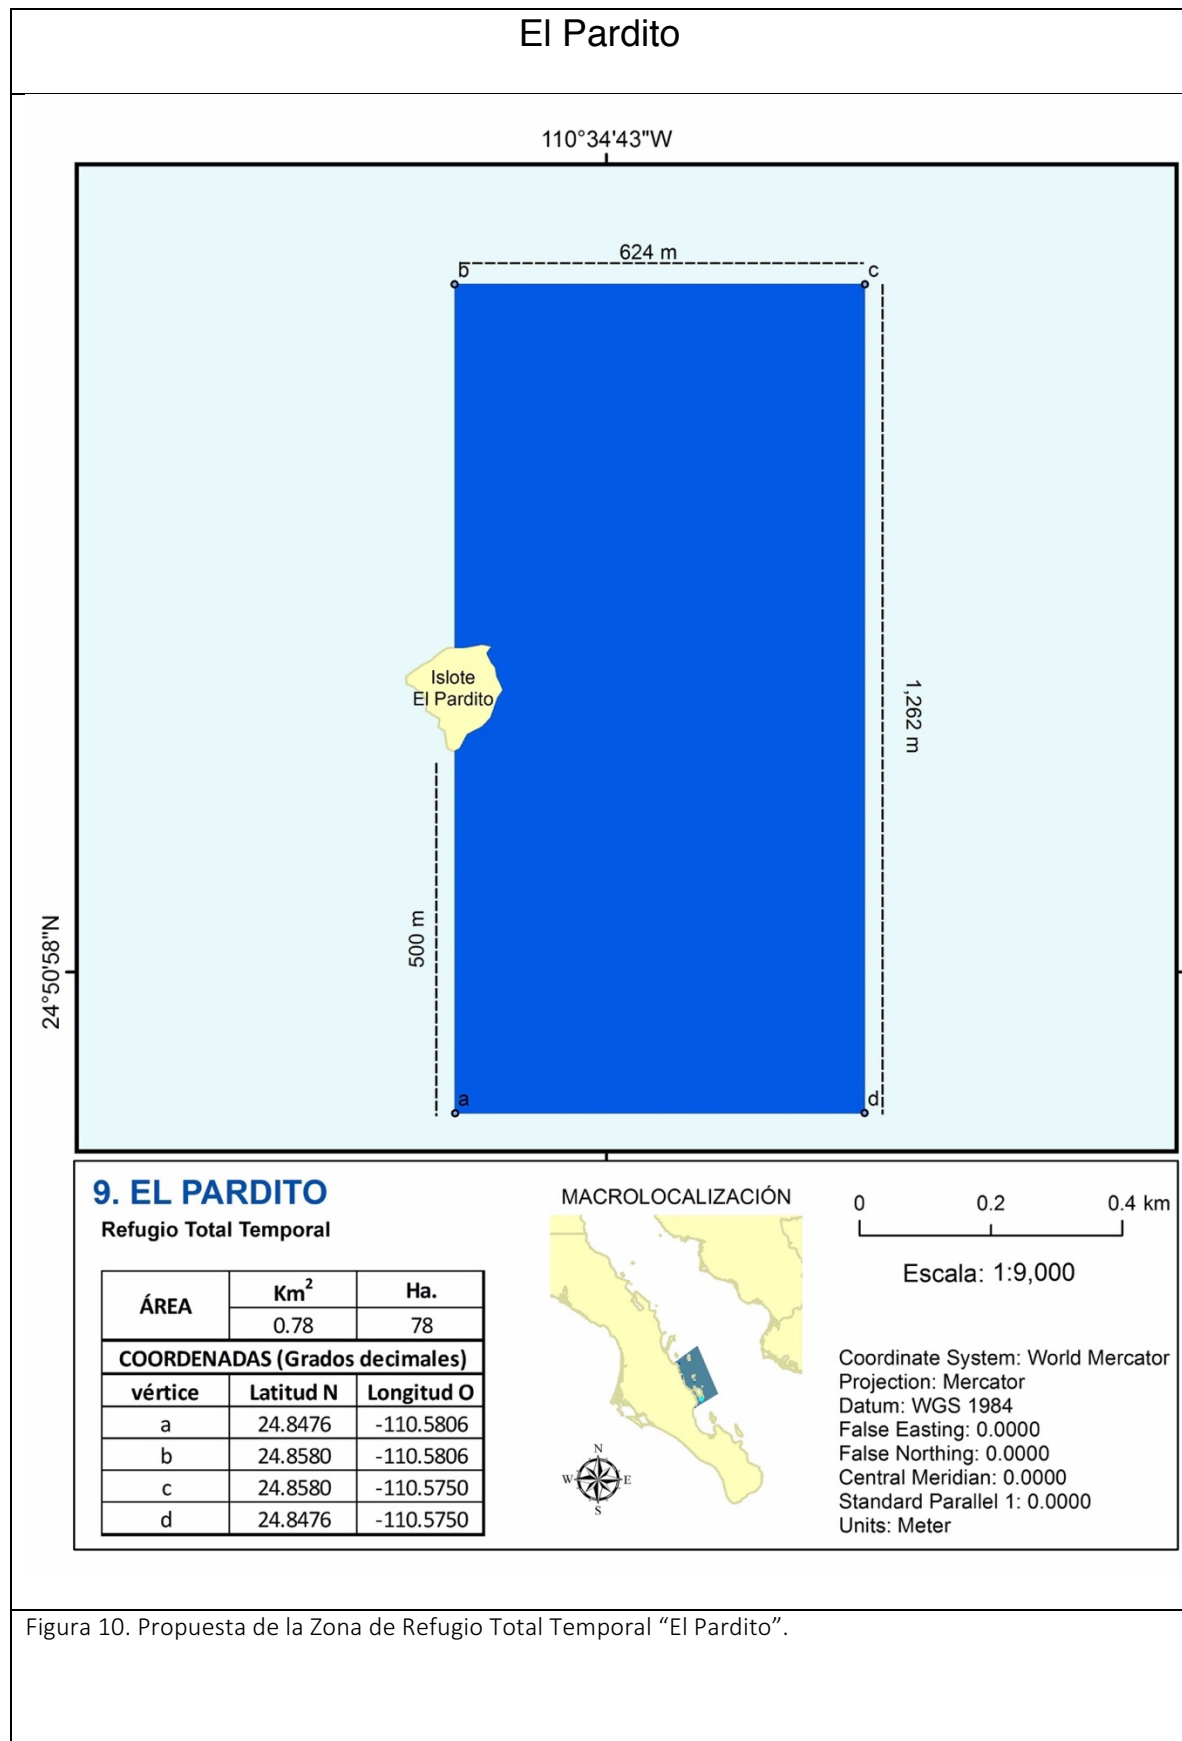 El Pardito
110°34'43"W
624 m
b
c
Islote
El Pardito
1,262 m
500 m
24°50'58"N
a
d
9. EL PARDITO
Refugio Total Temporal
ÁREA Km² Ha.
0.78 78
COORDENADAS (Grados decimales)
vértice Latitud N Longitud O
a 24.8476 -110.5806
b 24.8580 -110.5806
c 24.8580 -110.5750
d 24.8476 -110.5750
MACROLOCALIZACIÓN
N
W E
S
0 0.2 0.4 km
Escala: 1:9,000
Coordinate System: World Mercator
Projection: Mercator
Datum: WGS 1984
False Easting: 0.0000
False Northing: 0.0000
Central Meridian: 0.0000
Standard Parallel 1: 0.0000
Units: Meter
Figura 10. Propuesta de la Zona de Refugio Total Temporal “El Pardito”.